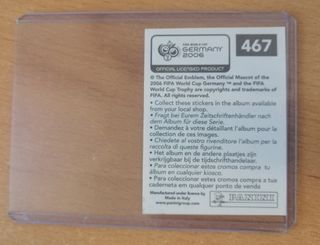 FIFA WORLD CUP
GERMANY
2006
467
OFFICIAL LICENSED PRODUCT
© The Official Emblem, the Official Mascot of the
2006 FIFA World Cup Germany ™ and the FIFA
World Cup Trophy are copyrights and trademarks of
FIFA. All rights reserved.
• Collect these stickers in the album available
from your local shop.
• Fragt bei Eurem Zeitschriftenhändler nach
dem Album für diese Serie.
• Demandez à votre détaillant l'album pour la
collection de ces images.
• Chiedete al vostro rivenditore l'album per la
raccolta di queste figurine.
• Het album en de andere plaatjes zijn
verkrijgbaar bij de tijdschrifthandelaar.
• Para coleccionar estos cromos compra tu
álbum en cualquier kiosco.
• Para coleccionar estes cromos compra a tua
caderneta em qualquer ponto de venda
Manufactured under licence by
Made in Italy
www.paninigroup.com
PANINI